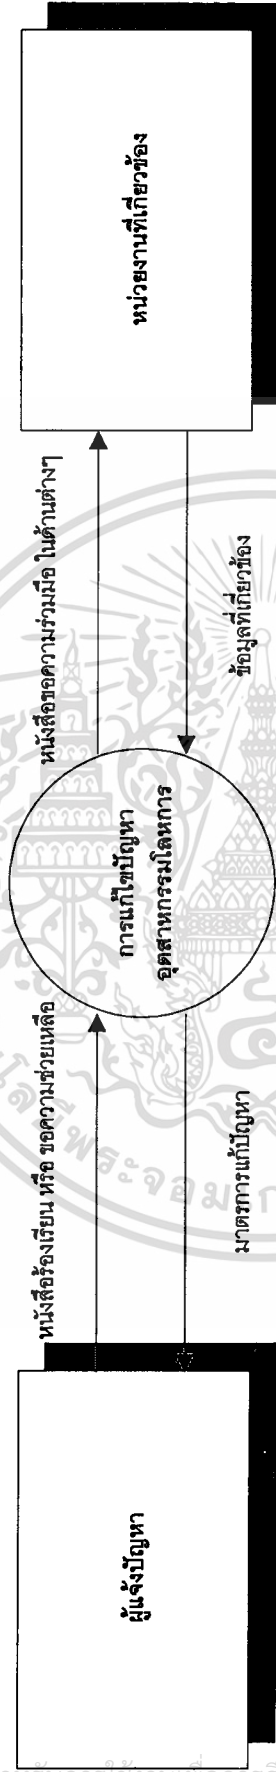 ผู้แจ้งปัญหา
หนังสือร้องเรียน หรือ ขอความช่วยเหลือ
มาตรการแก้ปัญหา
การแก้ไขปัญหา
อุตสาหกรรมโลหการ
หนังสือขอความร่วมมือ ในด้านต่างๆ
ข้อมูลที่เกี่ยวข้อง
หน่วยงานที่เกี่ยวข้อง